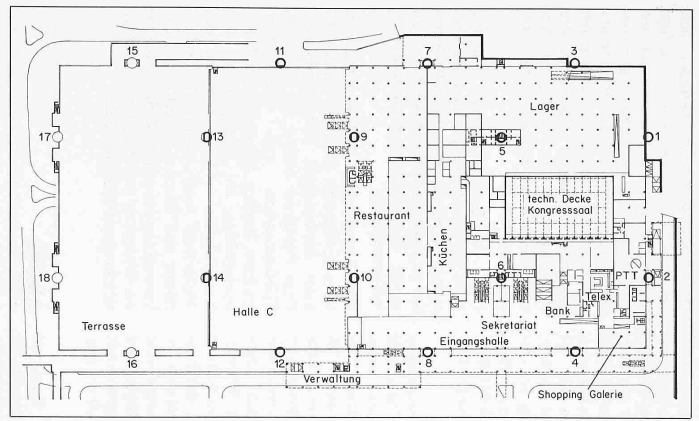 15
11
7
3
Lager
17
13
9
5
1
techn. Decke
Kongresssaal
Restaurant
Küchen
18
14
10
6
PTT
2
Telex
Bank
Halle C
Sekretariat
Terrasse
Eingangshalle
16
12
8
4
Verwaltung
Shopping Galerie